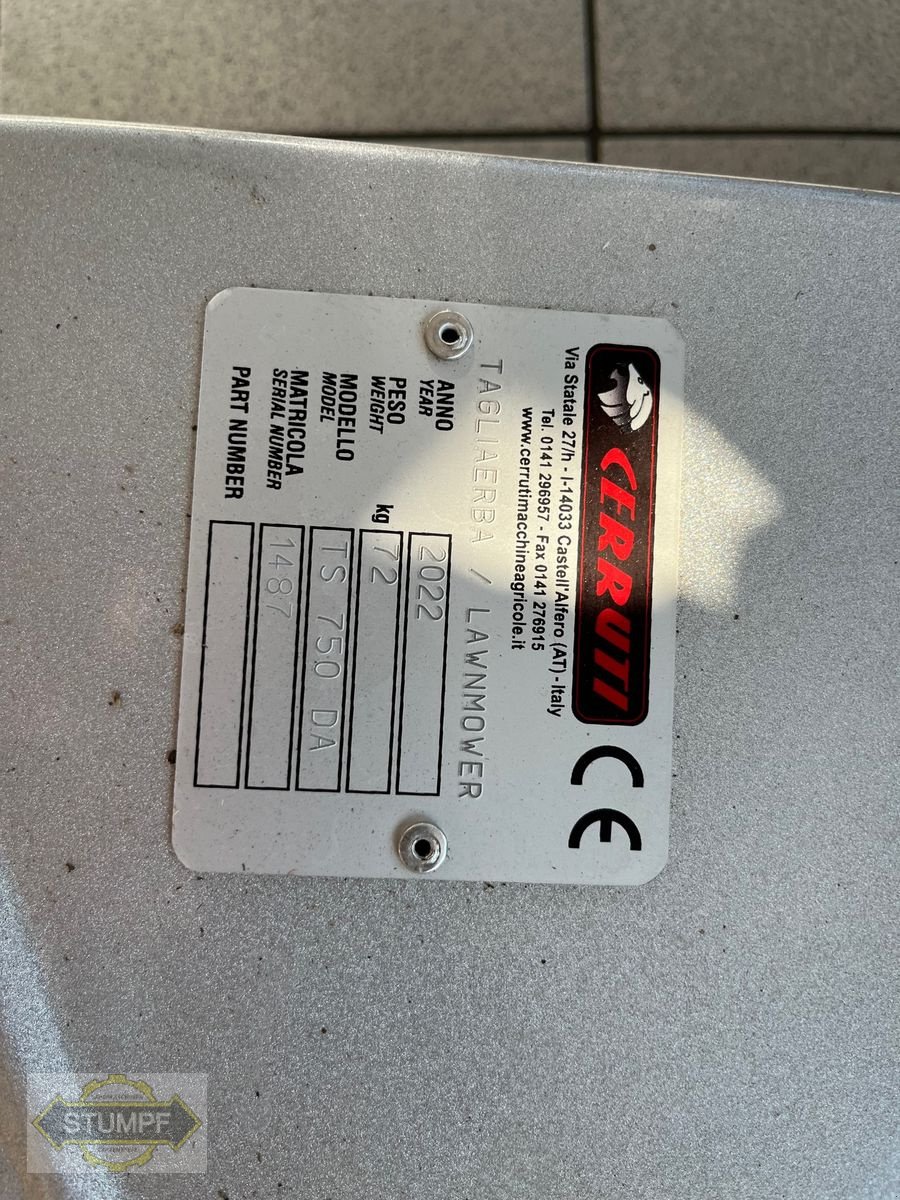 CERRUTI
CE
Via Statale 27/h - I-14033 Castell'Alfero (AT) - Italy
Tel. 0141 296957 - Fax 0141 276915
www.cerrutimacchineagricole.it
TAGLIAERBA / LAWNMOWER
ANNO
YEAR
2022
PESO
WEIGHT
kg
72
MODELLO
MODEL
TS 750 DA
MATRICOLA
SERIAL NUMBER
1487
PART NUMBER
STUMPF